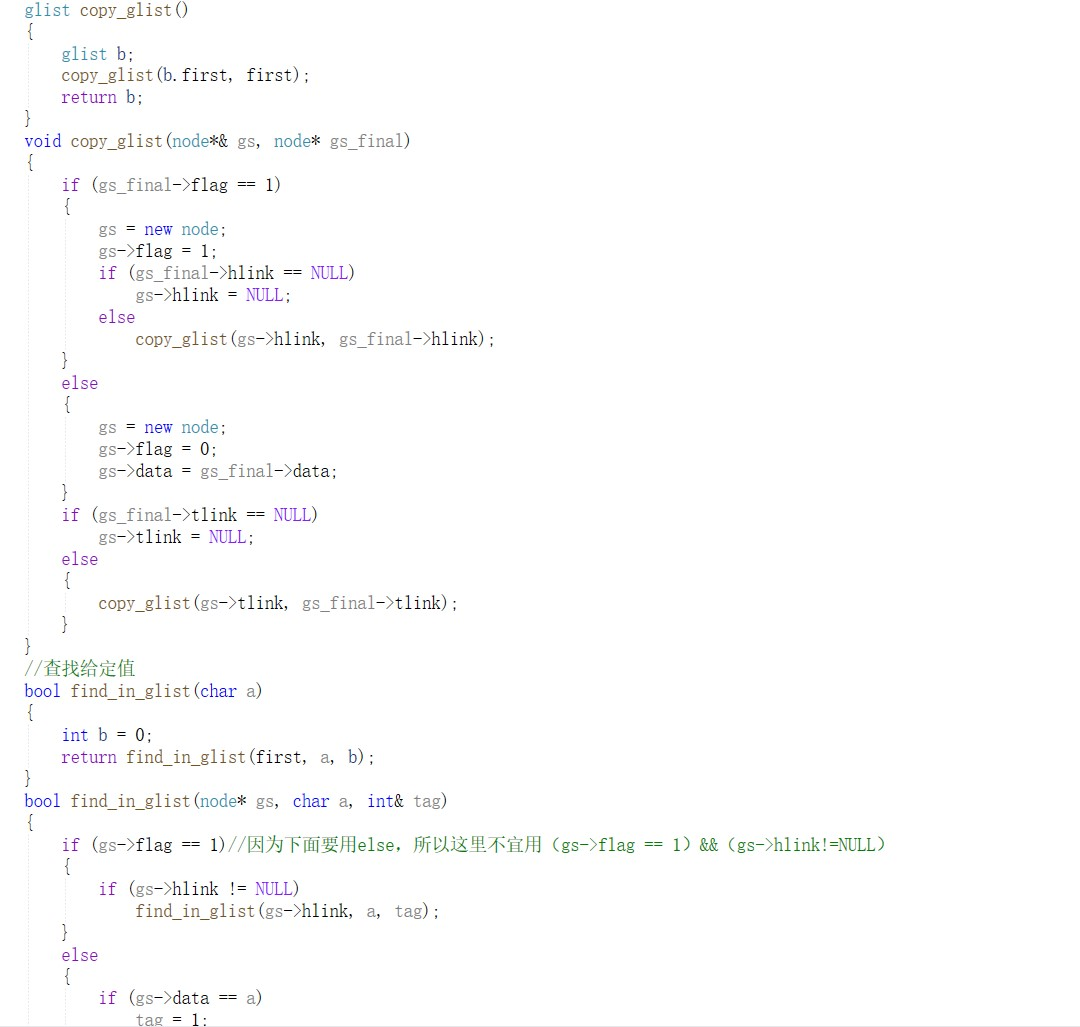 glist copy_glist()
{
    glist b;
    copy_glist(b.first, first);
    return b;
}
void copy_glist(node*& gs, node* gs_final)
{
    if (gs_final->flag == 1)
    {
        gs = new node;
        gs->flag = 1;
        if (gs_final->hlink == NULL)
            gs->hlink = NULL;
        else
            copy_glist(gs->hlink, gs_final->hlink);
    }
    else
    {
        gs = new node;
        gs->flag = 0;
        gs->data = gs_final->data;
    }
    if (gs_final->tlink == NULL)
        gs->tlink = NULL;
    else
    {
        copy_glist(gs->tlink, gs_final->tlink);
    }
}
//查找给定值
bool find_in_glist(char a)
{
    int b = 0;
    return find_in_glist(first, a, b);
}
bool find_in_glist(node* gs, char a, int& tag)
{
    if (gs->flag == 1)//因为下面要用else，所以这里不宜用（gs->flag == 1）&&（gs->hlink!=NULL）
    {
        if (gs->hlink != NULL)
            find_in_glist(gs->hlink, a, tag);
    }
    else
    {
        if (gs->data == a)
            tag = 1;